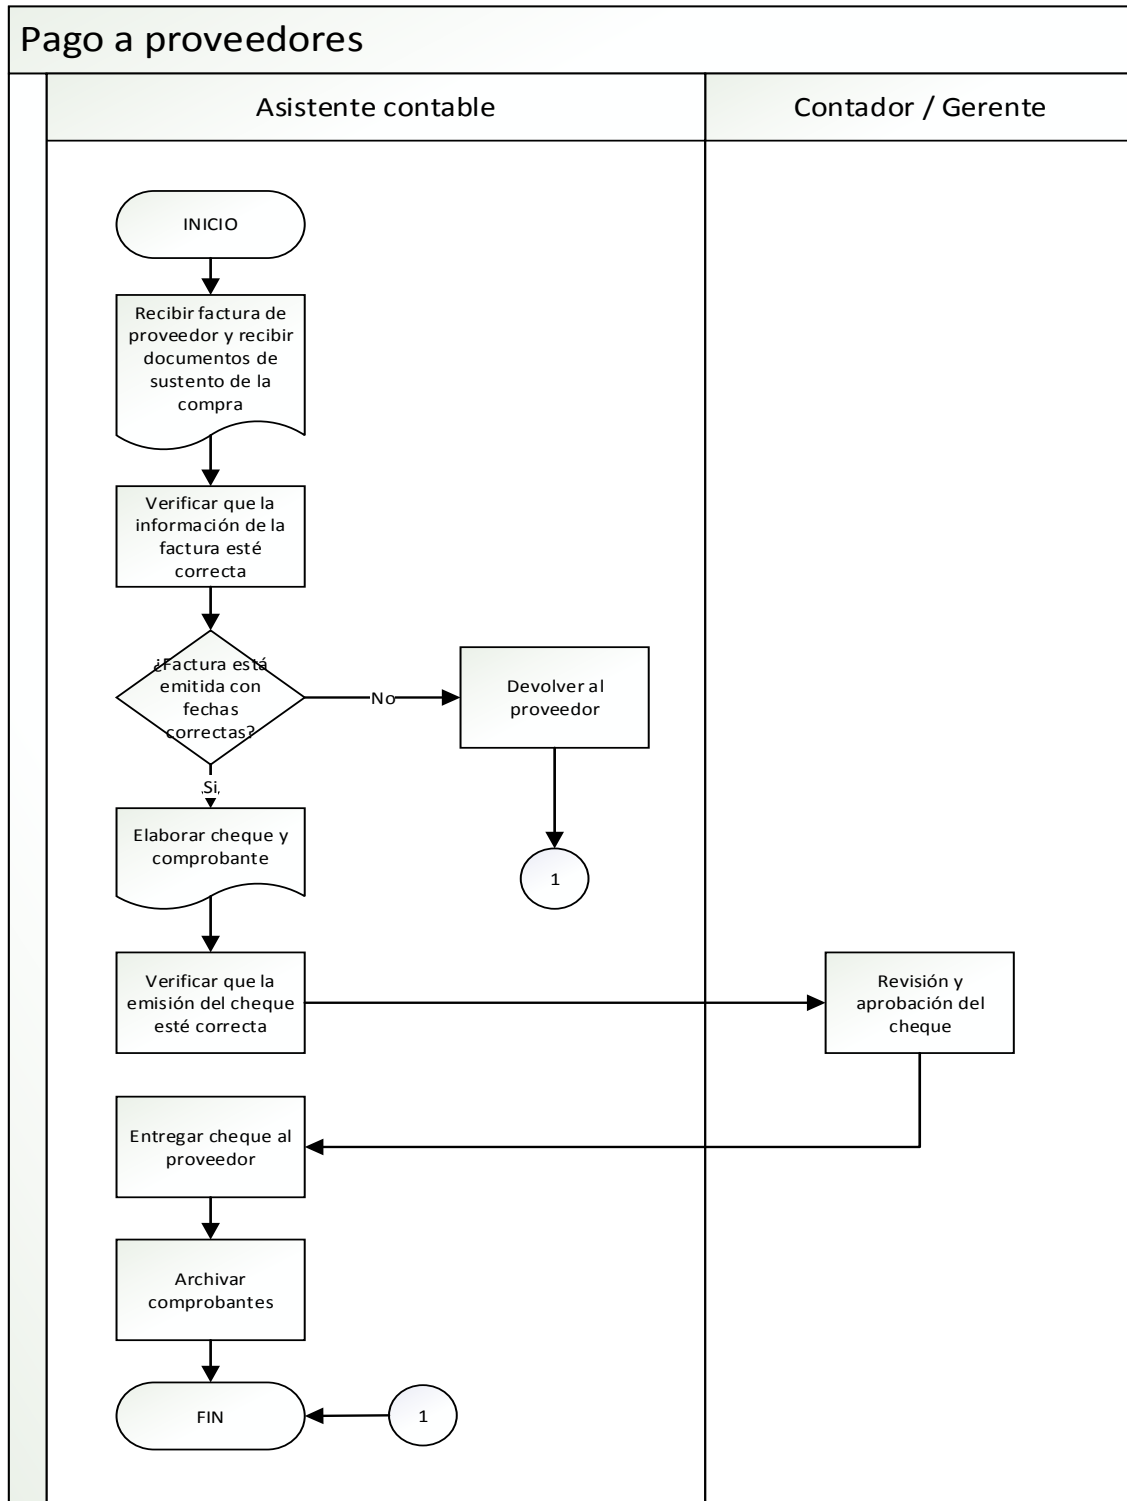 Pago a proveedores
Asistente contable
Contador / Gerente
INICIO
Recibir factura de
proveedor y recibir
documentos de
sustento de la
compra
Verificar que la
información de la
factura esté
correcta
¿Factura está
emitida con
fechas
correctas?
No
Devolver al
proveedor
Si
Elaborar cheque y
comprobante
1
Verificar que la
emisión del cheque
esté correcta
Revisión y
aprobación del
cheque
Entregar cheque al
proveedor
Archivar
comprobantes
FIN
1